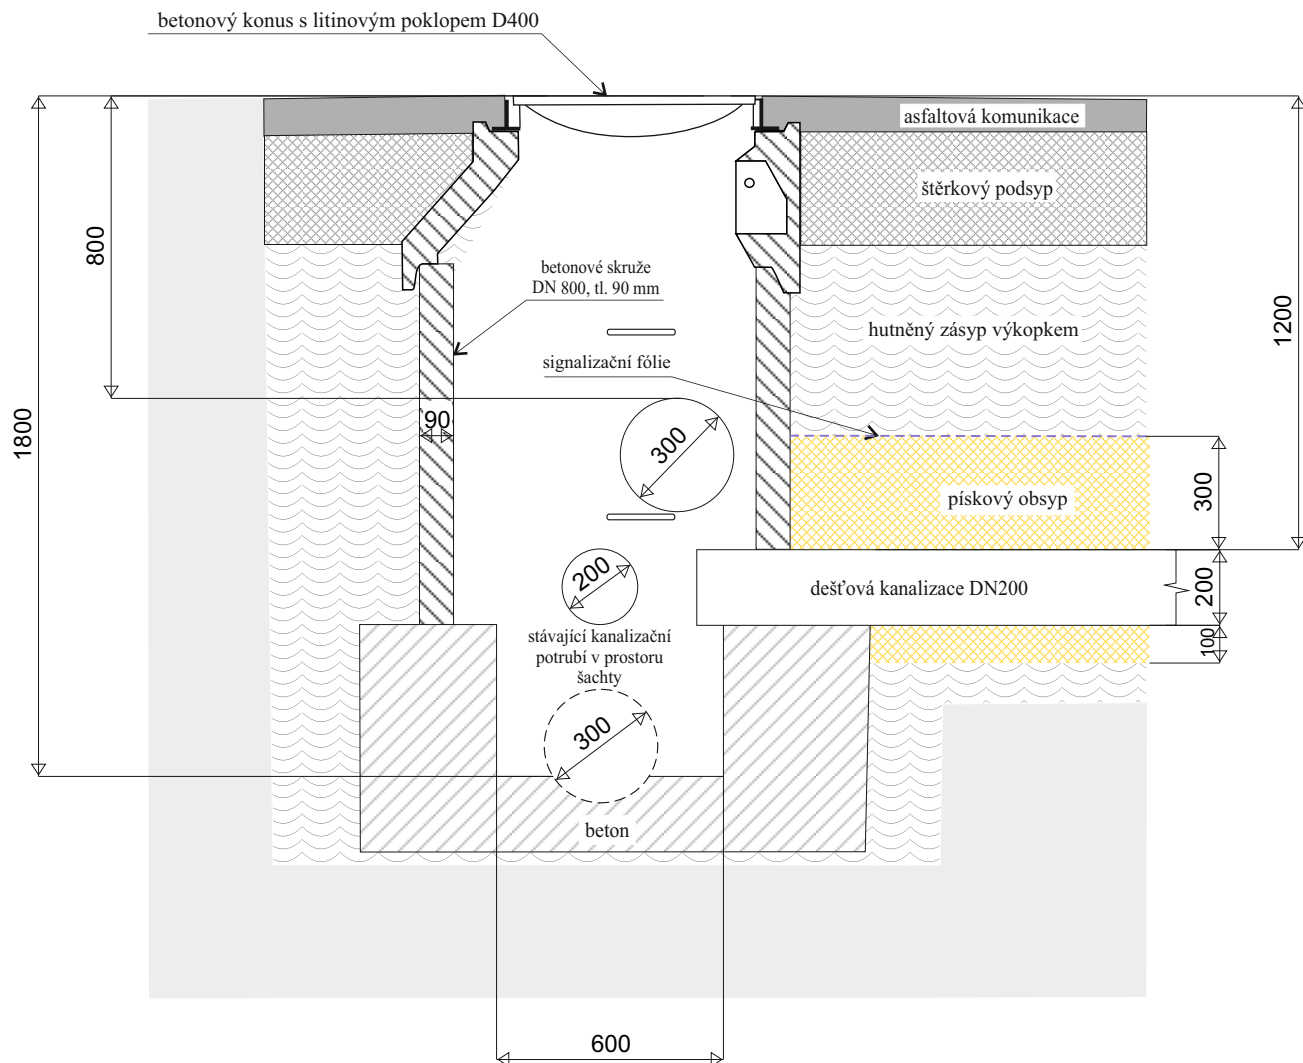 betonový konus s litinovým poklopem D400
asfaltová komunikace
štěrkový podsyp
800
betonové skruže
DN 800, tl. 90 mm
hutněný zásyp výkopkem
1200
signalizační fólie
1800
90
300
pískový obsyp
300
200
dešťová kanalizace DN200
200
stávající kanalizační
potrubí v prostoru
šachty
100
300
beton
600